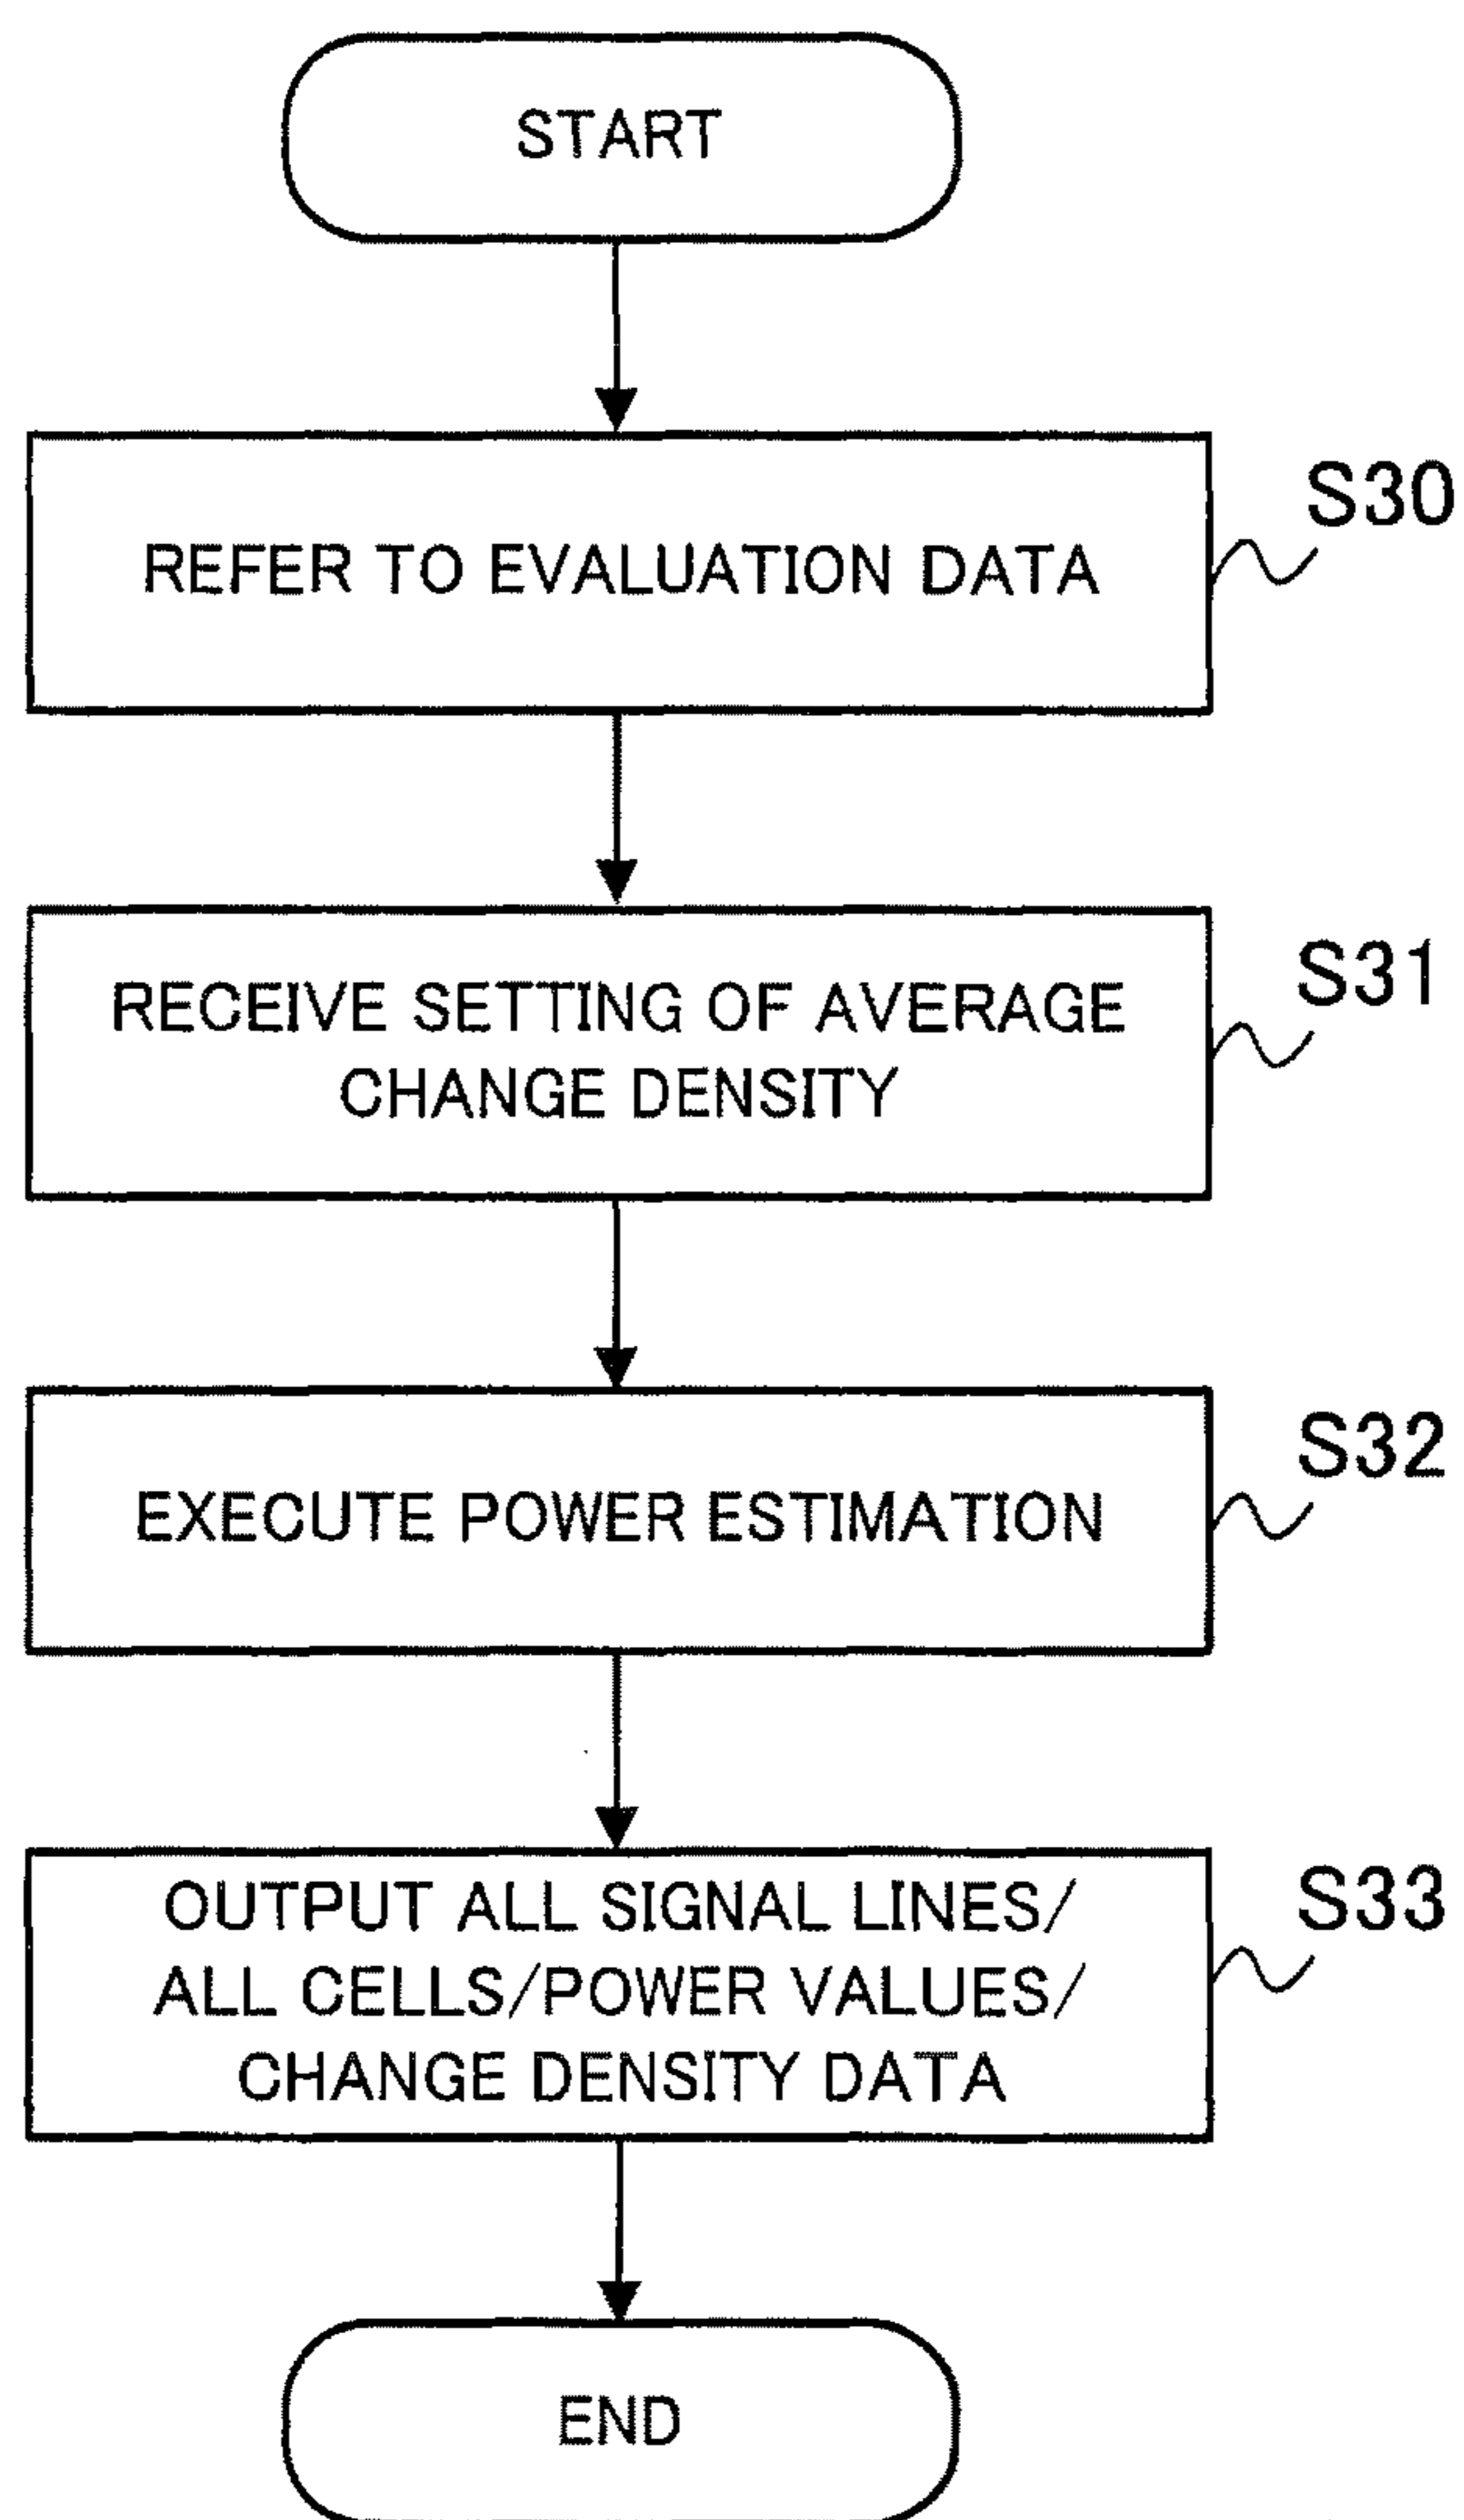 START
S30
REFER TO EVALUATION DATA
S31
RECEIVE SETTING OF AVERAGE
CHANGE DENSITY
S32
EXECUTE POWER ESTIMATION
S33
OUTPUT ALL SIGNAL LINES/
ALL CELLS/POWER VALUES/
CHANGE DENSITY DATA
END